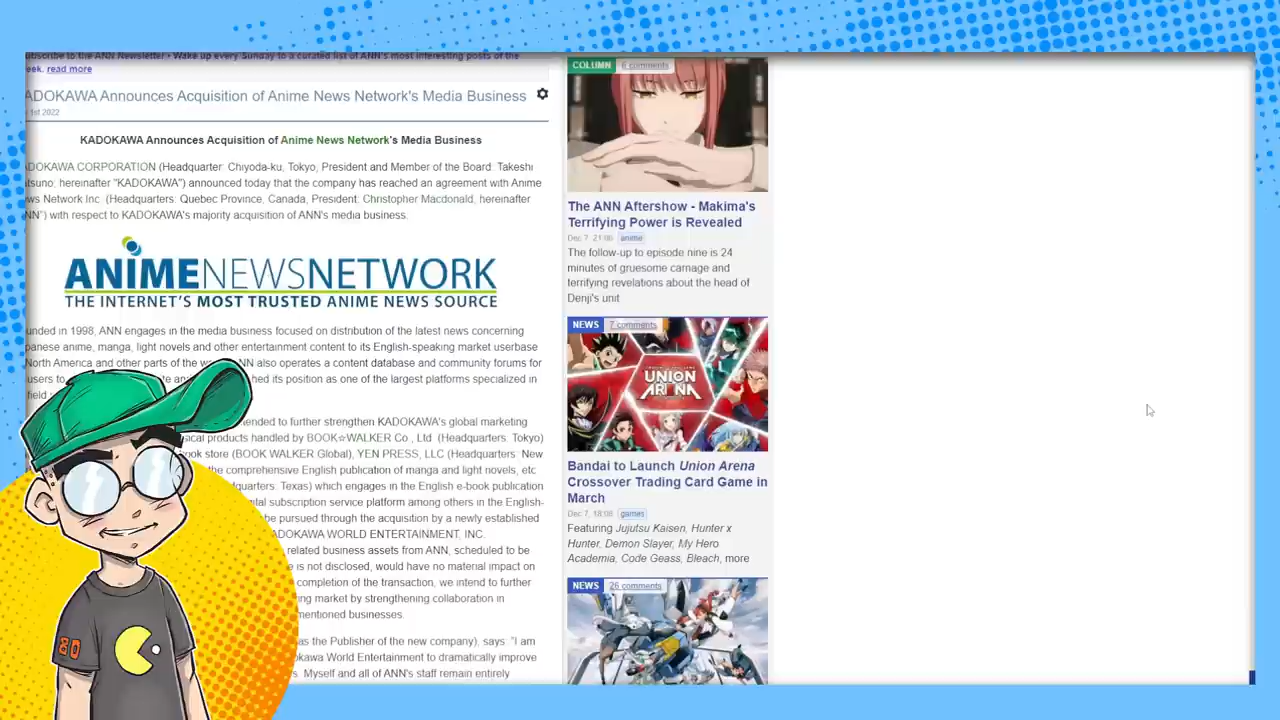 ubscribe to the ANN Newsletter • Wake up every Sunday to a curated list of ANN's most interesting posts of the
eek. read more
ADOKAWA Announces Acquisition of Anime News Network's Media Business
1st 2022
KADOKAWA Announces Acquisition of Anime News Network's Media Business
DOKAWA CORPORATION (Headquarter: Chiyoda-ku, Tokyo, President and Member of the Board: Takeshi
tsuno, hereinafter "KADOKAWA") announced today that the company has reached an agreement with Anime
ws Network Inc. (Headquarters: Quebec Province, Canada, President: Christopher Macdonald, hereinafter
NN") with respect to KADOKAWA's majority acquisition of ANN's media business.
ANIMENEWSNETWORK
THE INTERNET'S MOST TRUSTED ANIME NEWS SOURCE
unded in 1998, ANN engages in the media business focused on distribution of the latest news concerning
panese anime, manga, light novels and other entertainment content to its English-speaking market userbase
North America and other parts of the wo NN also operates a content database and community forums for
users to te an hed its position as one of the largest platforms specialized in
field
ended to further strengthen KADOKAWA's global marketing
sical products handled by BOOK☆WALKER Co., Ltd. (Headquarters: Tokyo)
ok store (BOOK WALKER Global), YEN PRESS, LLC (Headquarters: New
the comprehensive English publication of manga and light novels, etc
quarters: Texas) which engages in the English e-book publication
ital subscription service platform among others in the English-
be pursued through the acquisition by a newly established
ADOKAWA WORLD ENTERTAINMENT, INC.
related business assets from ANN, scheduled to be
e is not disclosed, would have no material impact on
completion of the transaction, we intend to further
ing market by strengthening collaboration in
mentioned businesses.
as the Publisher of the new company), says: "I am
okawa World Entertainment to dramatically improve
s. Myself and all of ANN's staff remain entirely
80
COLUMN 6 comments
The ANN Aftershow - Makima's
Terrifying Power is Revealed
Dec 7, 21:00 anime
The follow-up to episode nine is 24
minutes of gruesome carnage and
terrifying revelations about the head of
Denji's unit
NEWS 7 comments
UNION
ARENA
Bandai to Launch Union Arena
Crossover Trading Card Game in
March
Dec 7, 18:08 games
Featuring Jujutsu Kaisen, Hunter x
Hunter, Demon Slayer, My Hero
Academia, Code Geass, Bleach, more
NEWS 26 comments